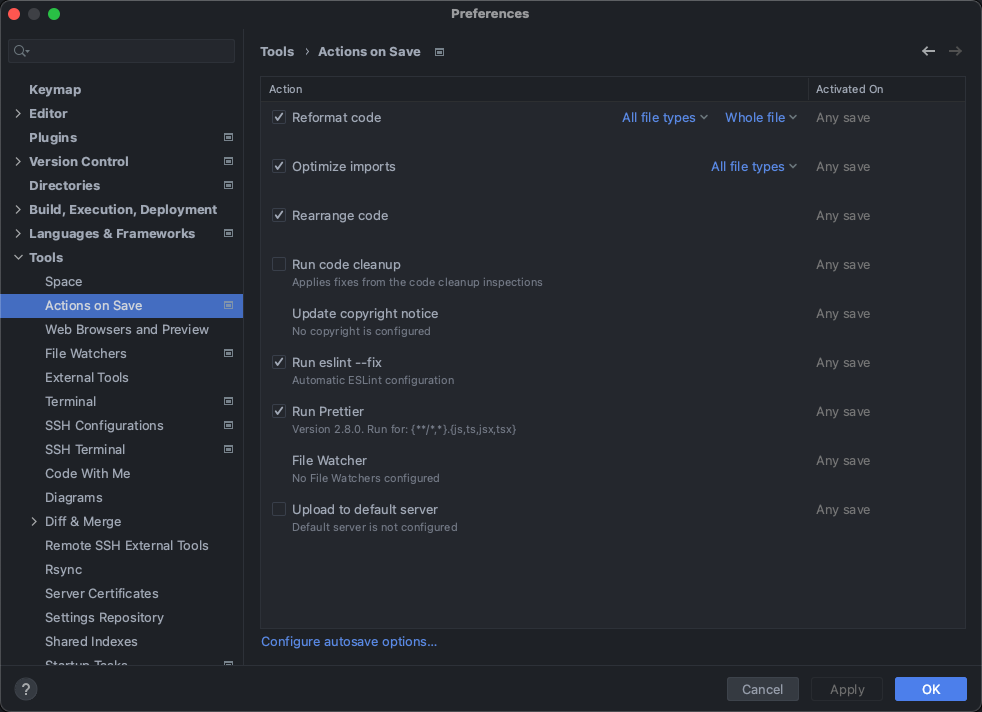 Preferences
Keymap
Editor
Plugins
Version Control
Directories
Build, Execution, Deployment
Languages & Frameworks
Tools
Space
Actions on Save
Web Browsers and Preview
File Watchers
External Tools
Terminal
SSH Configurations
SSH Terminal
Code With Me
Diagrams
Diff & Merge
Remote SSH External Tools
Rsync
Server Certificates
Settings Repository
Shared Indexes
Startup Tasks
Tools › Actions on Save
Action Activated On
Reformat code All file types Whole file Any save
Optimize imports All file types Any save
Rearrange code Any save
Run code cleanup Any save
Applies fixes from the code cleanup inspections
Update copyright notice Any save
No copyright is configured
Run eslint --fix Any save
Automatic ESLint configuration
Run Prettier Any save
Version 2.8.0. Run for: {**/*,*}.{js,ts,jsx,tsx}
File Watcher Any save
No File Watchers configured
Upload to default server Any save
Default server is not configured
Configure autosave options...
? Cancel Apply OK